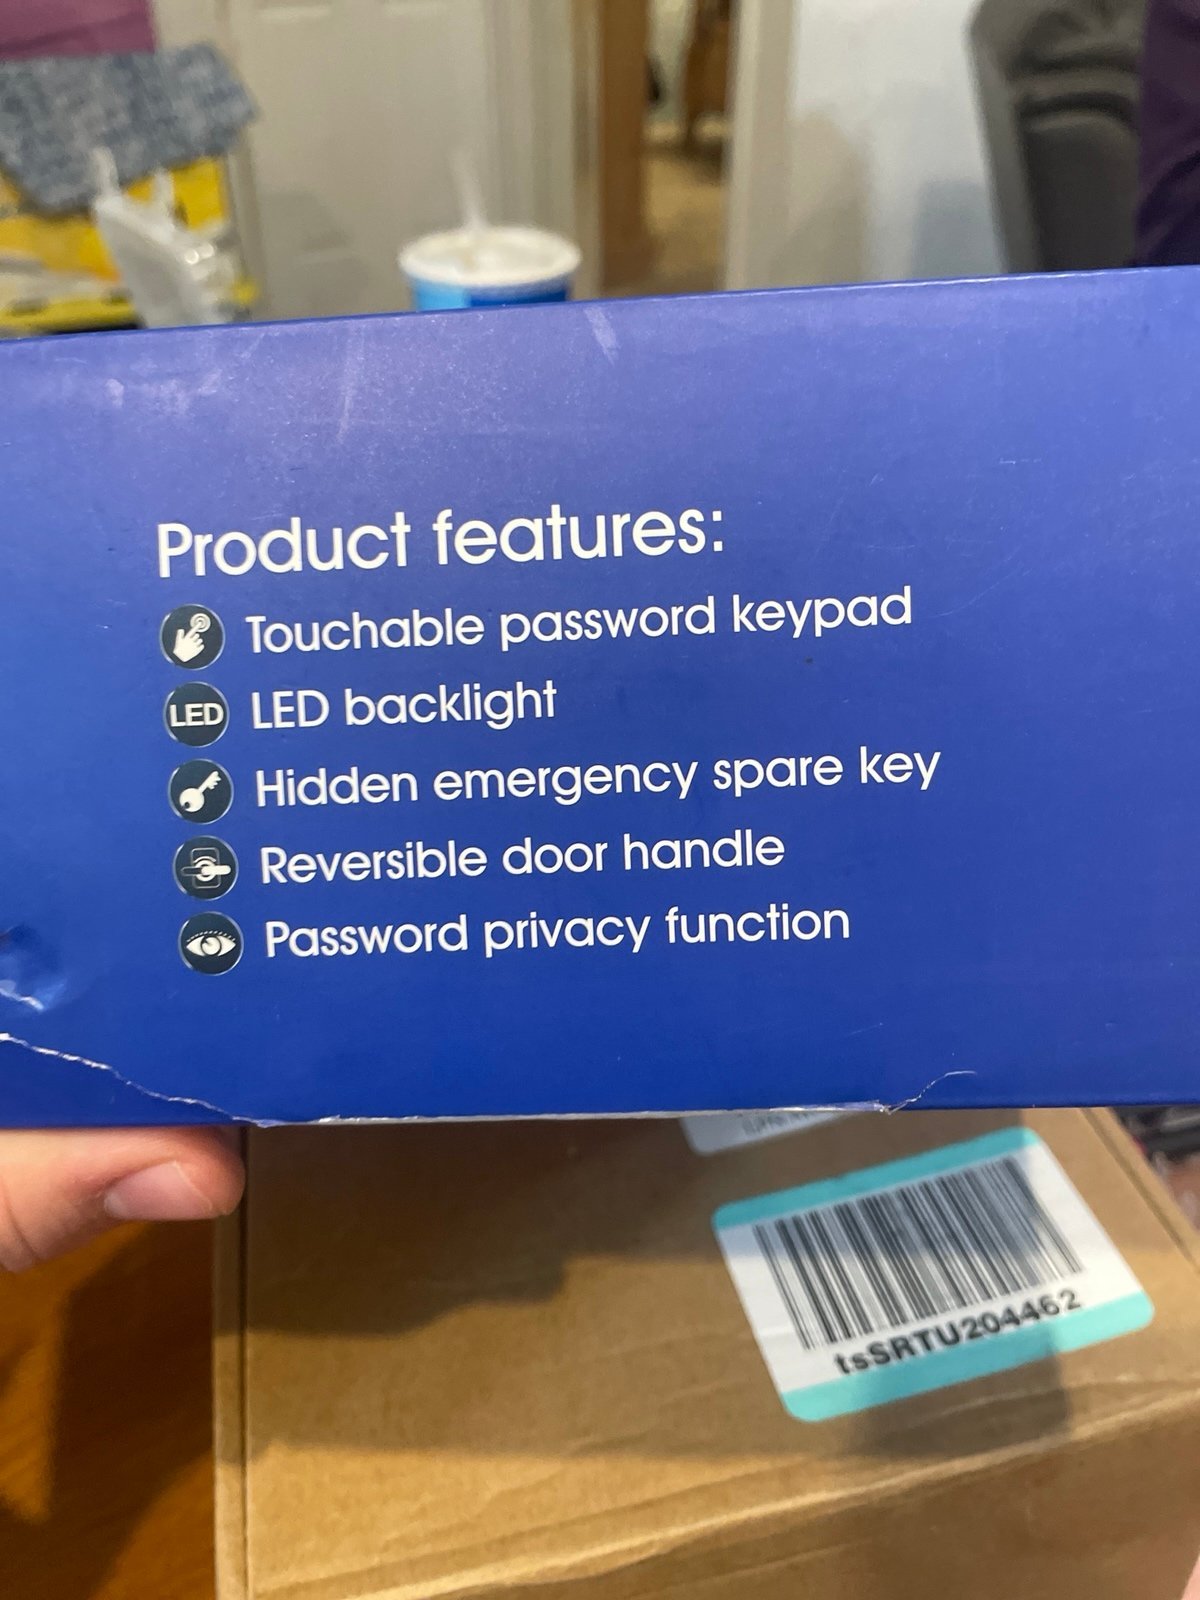 Product features:
Touchable password keypad
LED
LED backlight
Hidden emergency spare key
Reversible door handle
Password privacy function
tsSRTU204462